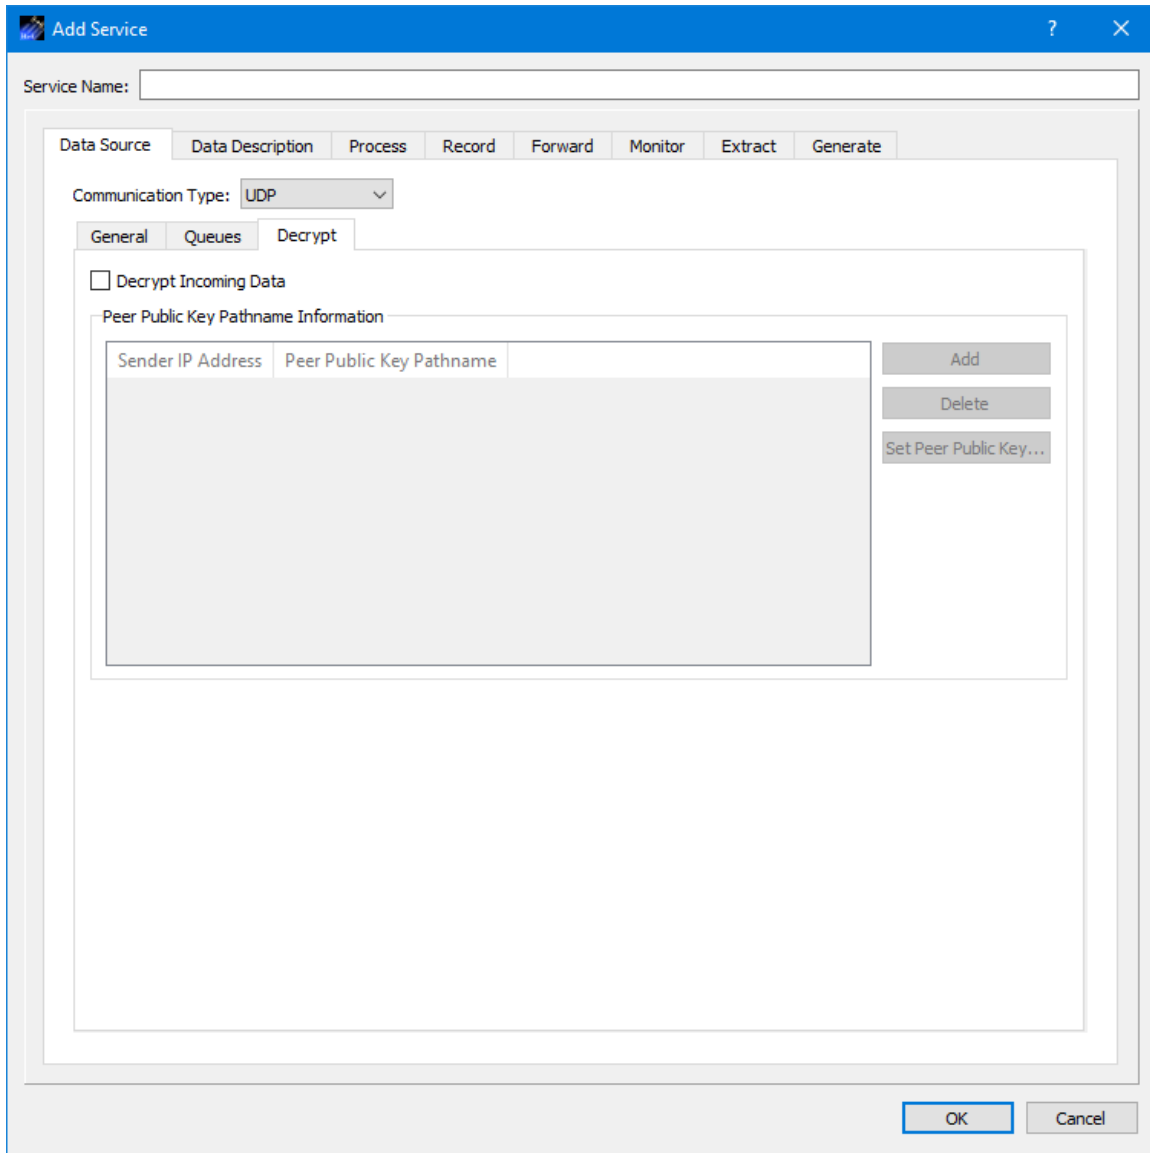 Add Service
Service Name:
Data Source Data Description Process Record Forward Monitor Extract Generate
Communication Type: UDP
General Queues Decrypt
Decrypt Incoming Data
Peer Public Key Pathname Information
Sender IP Address Peer Public Key Pathname
Add
Delete
Set Peer Public Key...
OK Cancel